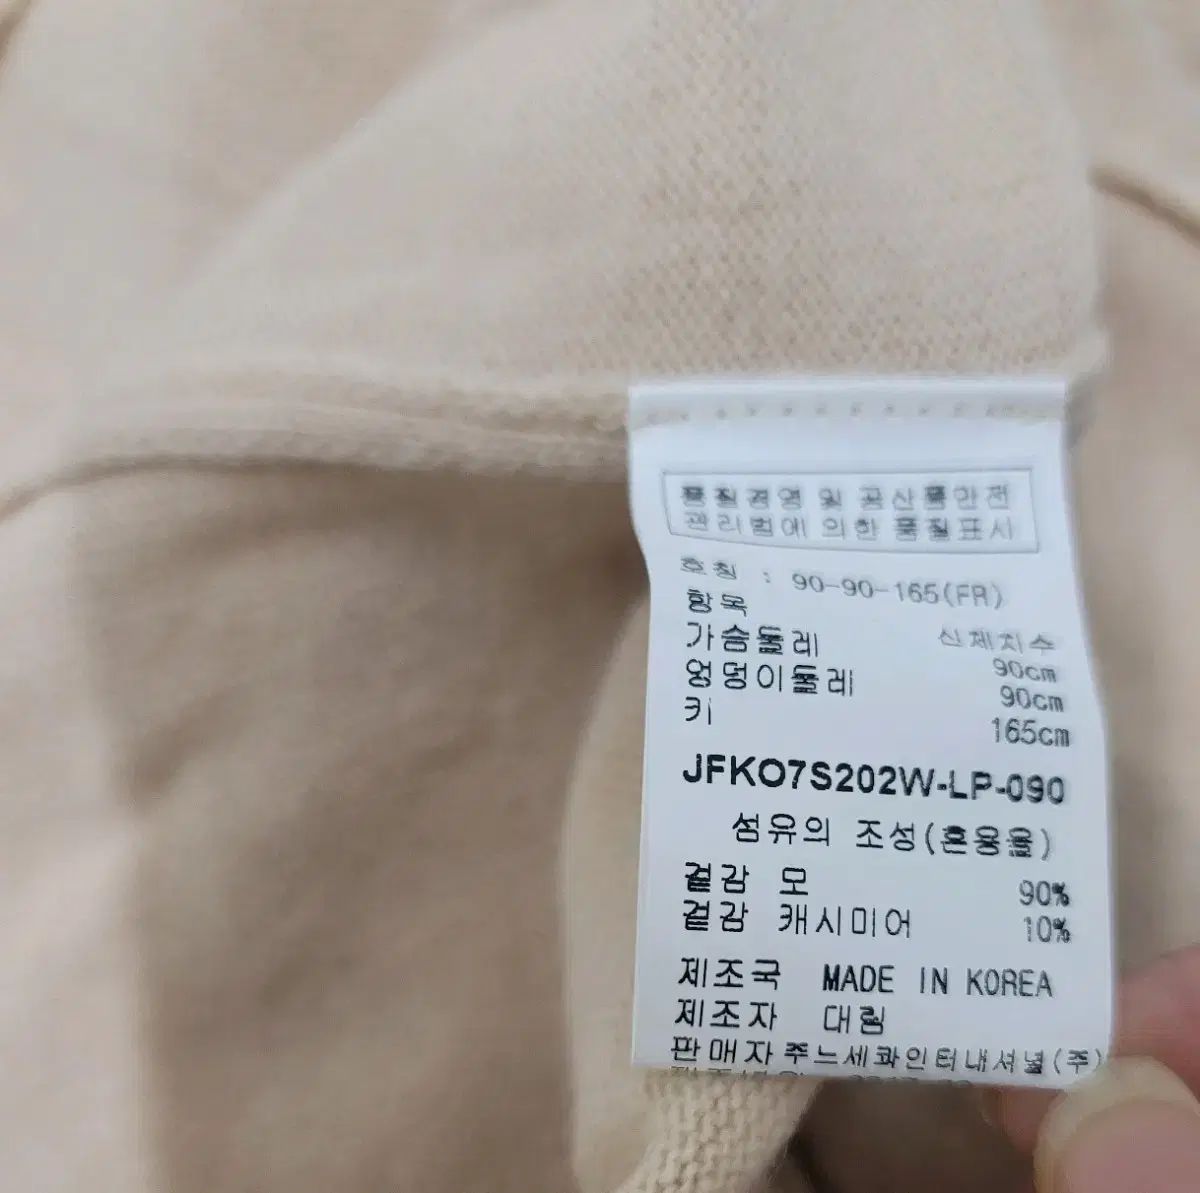 품질경영 및 공산품안전
관리법에 의한 품질표시
호칭 : 90-90-165(FR)
항목 신체치수
가슴둘레 90cm
엉덩이둘레 90cm
키 165cm
JFKO7S202W-LP-090
섬유의 조성(혼용율)
겉감 모 90%
겉감 캐시미어 10%
제조국 MADE IN KOREA
제조자 대림
판매자주느세콰인터내셔널(주)